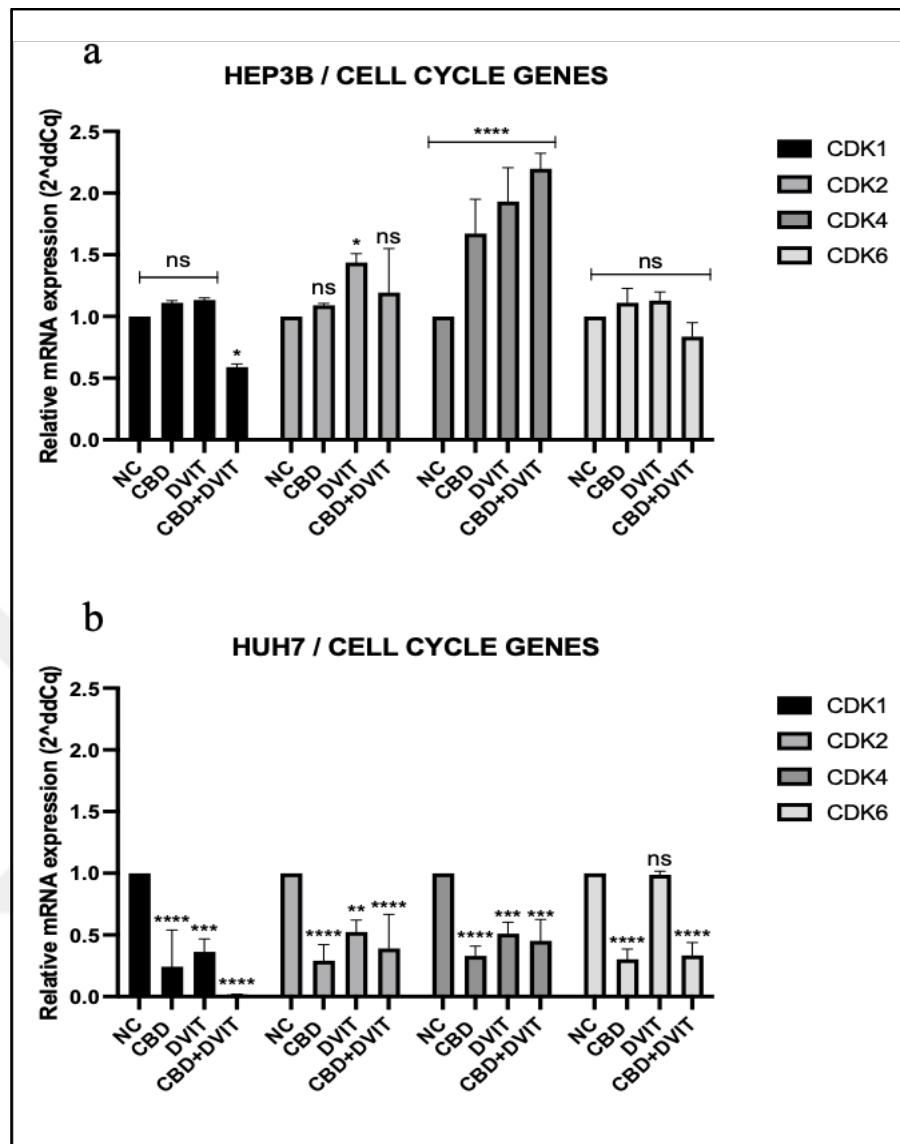 a
HEP3B / CELL CYCLE GENES
Relative mRNA expression (2^ddCq)
2.5
2.0
1.5
1.0
0.5
0.0
ns
*
ns
*
ns
****
ns
NC
CBD
DVIT
CBD+DVIT
NC
CBD
DVIT
CBD+DVIT
NC
CBD
DVIT
CBD+DVIT
NC
CBD
DVIT
CBD+DVIT
CDK1
CDK2
CDK4
CDK6
b
HUH7 / CELL CYCLE GENES
Relative mRNA expression (2^ddCq)
2.5
2.0
1.5
1.0
0.5
0.0
****
***
****
****
**
****
****
***
***
****
ns
****
NC
CBD
DVIT
CBD+DVIT
NC
CBD
DVIT
CBD+DVIT
NC
CBD
DVIT
CBD+DVIT
NC
CBD
DVIT
CBD+DVIT
CDK1
CDK2
CDK4
CDK6